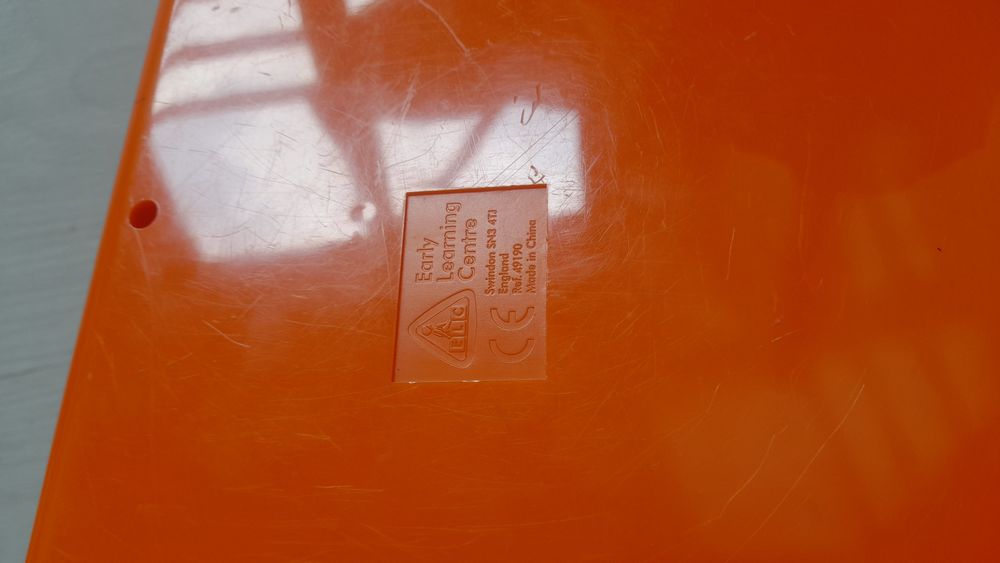 Early
Learning
Centre
ELC
CE
Swindon SN3 4TJ
England
Ref. 49190
Made in China